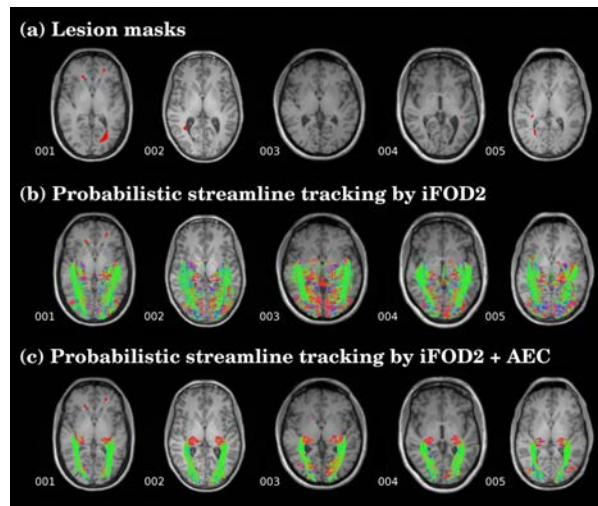 (a) Lesion masks
001 002 003 004 005
(b) Probabilistic streamline tracking by iFOD2
001 002 003 004 005
(c) Probabilistic streamline tracking by iFOD2 + AEC
001 002 003 004 005